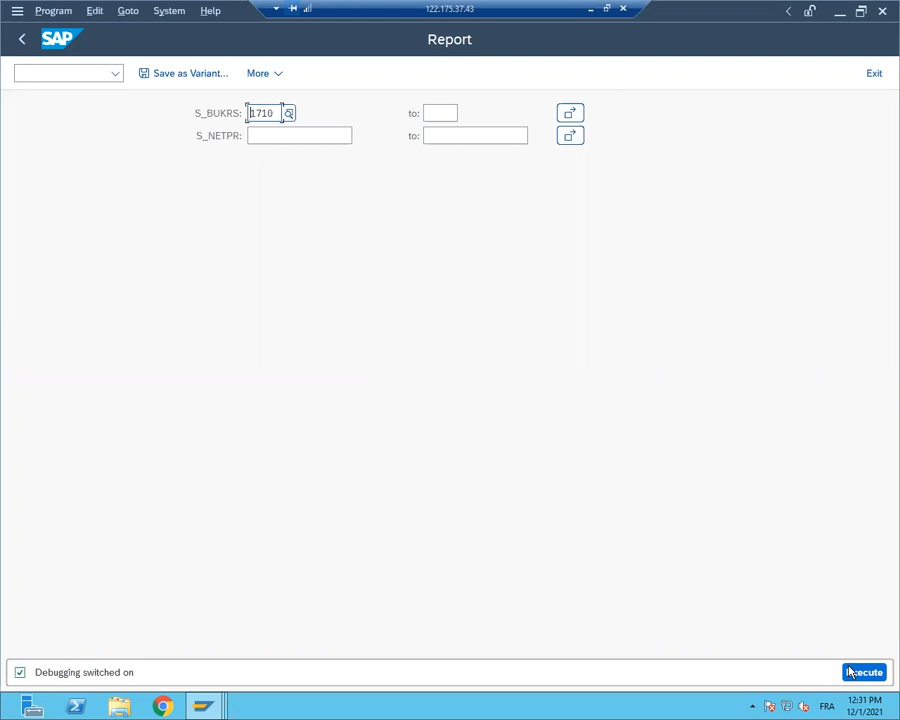 Program Edit Goto System Help 122.175.37.43
SAP Report
Save as Variant... More Exit
S_BUKRS: 1710 to:
S_NETPR: to:
Debugging switched on Execute
FRA 12:31 PM
12/1/2021